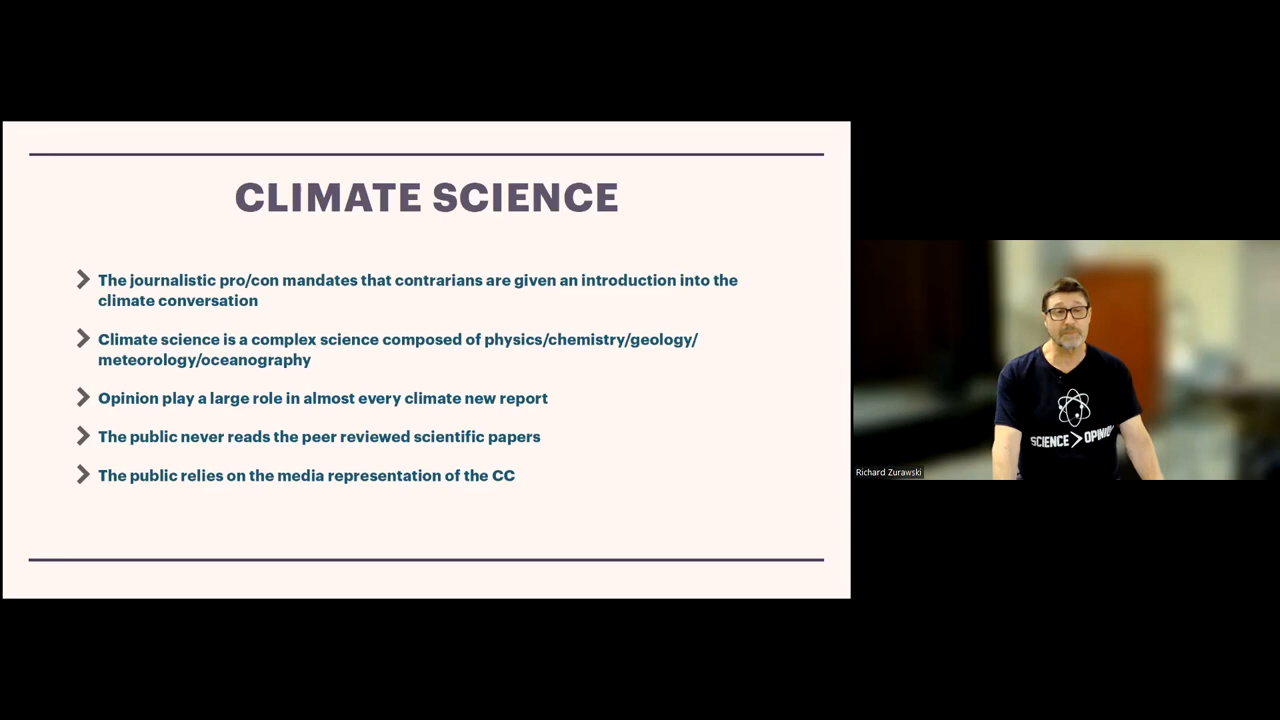 CLIMATE SCIENCE
The journalistic pro/con mandates that contrarians are given an introduction into the
climate conversation
Climate science is a complex science composed of physics/chemistry/geology/
meteorology/oceanography
Opinion play a large role in almost every climate new report
The public never reads the peer reviewed scientific papers
The public relies on the media representation of the CC
SCIENCE > OPINION
Richard Zurawski